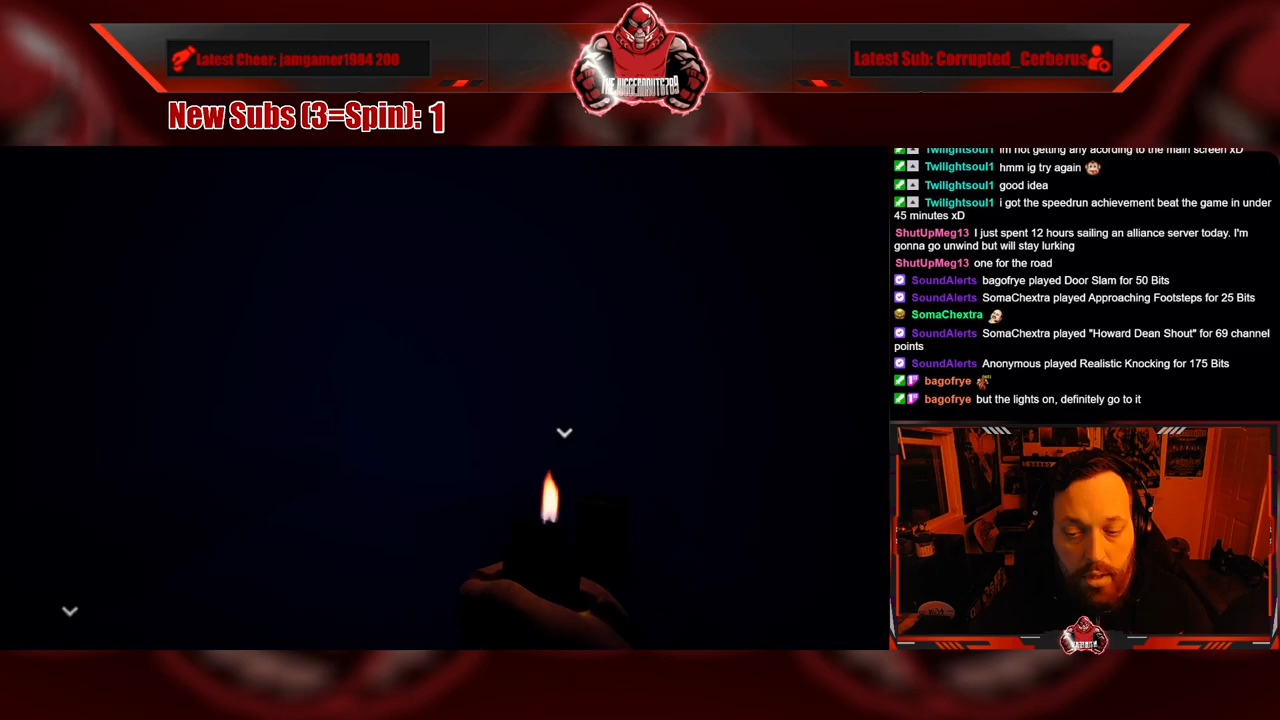 Latest Cheer: jamgamer1984 200
THEJUGGERNAUT6789
Latest Sub: Corrupted_Cerberus
New Subs (3=Spin): 1
Twilightsoul1 im not getting any acording to the main screen xD
Twilightsoul1 hmm ig try again
Twilightsoul1 good idea
Twilightsoul1 i got the speedrun achievement beat the game in under
45 minutes xD
ShutUpMeg13 I just spent 12 hours sailing an alliance server today. I'm
gonna go unwind but will stay lurking
ShutUpMeg13 one for the road
SoundAlerts bagofrye played Door Slam for 50 Bits
SoundAlerts SomaChextra played Approaching Footsteps for 25 Bits
SomaChextra
SoundAlerts SomaChextra played "Howard Dean Shout" for 69 channel
points
SoundAlerts Anonymous played Realistic Knocking for 175 Bits
bagofrye
bagofrye but the lights on, definitely go to it